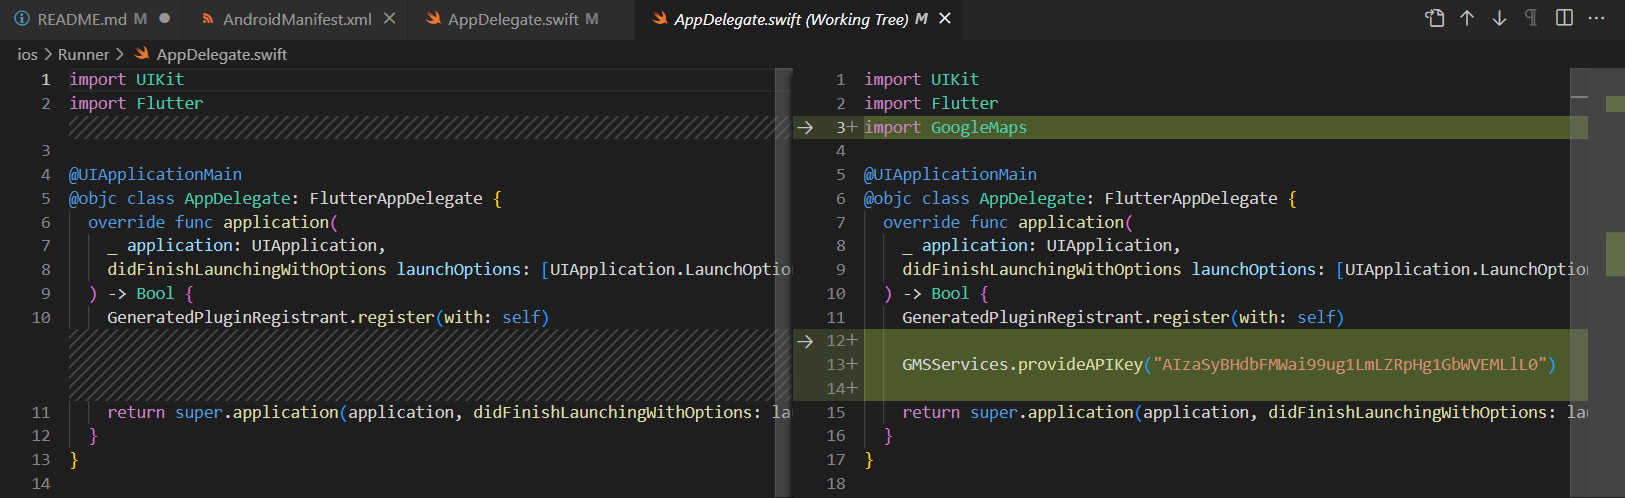 README.md M
AndroidManifest.xml
AppDelegate.swift M
AppDelegate.swift (Working Tree) M
ios > Runner > AppDelegate.swift
1 import UIKit
2 import Flutter
3
4 @UIApplicationMain
5 @objc class AppDelegate: FlutterAppDelegate {
6 override func application(
7 _ application: UIApplication,
8 didFinishLaunchingWithOptions launchOptions: [UIApplication.LaunchOptio
9 ) -> Bool {
10 GeneratedPluginRegistrant.register(with: self)
11 return super.application(application, didFinishLaunchingWithOptions: la
12 }
13 }
14
1 import UIKit
2 import Flutter
3+ import GoogleMaps
4
5 @UIApplicationMain
6 @objc class AppDelegate: FlutterAppDelegate {
7 override func application(
8 _ application: UIApplication,
9 didFinishLaunchingWithOptions launchOptions: [UIApplication.LaunchOption
10 ) -> Bool {
11 GeneratedPluginRegistrant.register(with: self)
12+
13+ GMSServices.provideAPIKey("AIzaSyBHdbFMWai99ug1LmLZRpHg1GbWVEMLlL0")
14+
15 return super.application(application, didFinishLaunchingWithOptions: la
16 }
17 }
18